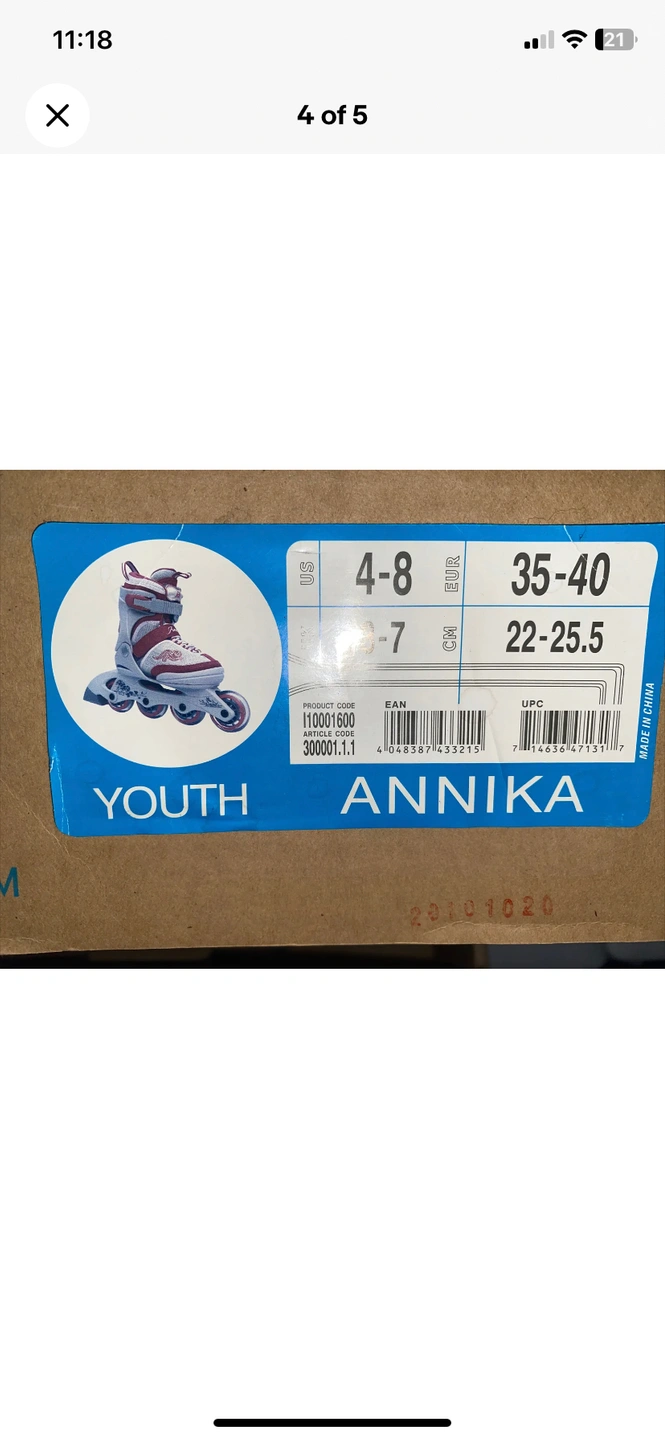 11:18
21
4 of 5
US
4-8
EUR
35-40
-7
CM
22-25.5
PRODUCT CODE
I10001600
ARTICLE CODE
300001.1.1
EAN
4 048387 433215
UPC
7 14636 47131 7
MADE IN CHINA
YOUTH
ANNIKA
M
20101020